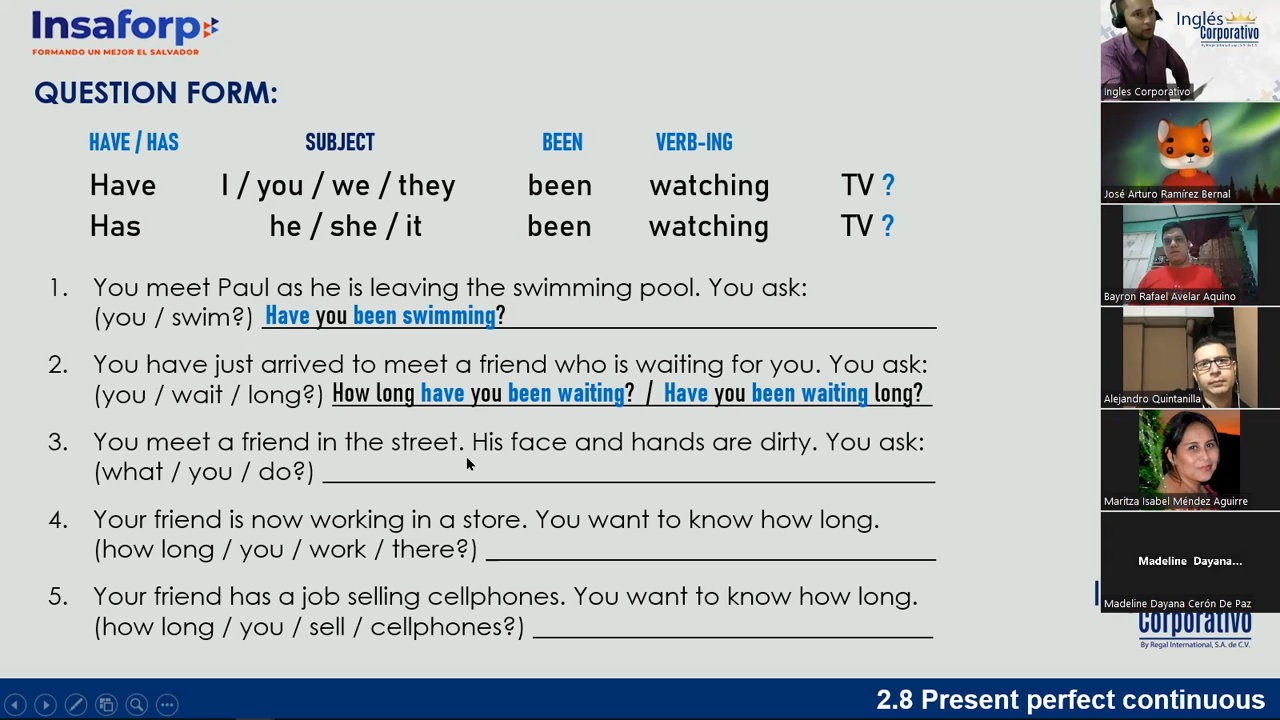 Insaforp
FORMANDO UN MEJOR EL SALVADOR
QUESTION FORM:
HAVE / HAS SUBJECT BEEN VERB-ING
Have I / you / we / they been watching TV ?
Has he / she / it been watching TV ?
1. You meet Paul as he is leaving the swimming pool. You ask:
(you / swim?) Have you been swimming?
2. You have just arrived to meet a friend who is waiting for you. You ask:
(you / wait / long?) How long have you been waiting? / Have you been waiting long?
3. You meet a friend in the street. His face and hands are dirty. You ask:
(what / you / do?)
4. Your friend is now working in a store. You want to know how long.
(how long / you / work / there?)
5. Your friend has a job selling cellphones. You want to know how long.
(how long / you / sell / cellphones?)
2.8 Present perfect continuous
Inglés
Corporativo
By Regal International, S.A. de C.V.
Ingles Corporativo
José Arturo Ramírez Bernal
Bayron Rafael Avelar Aquino
Alejandro Quintanilla
Maritza Isabel Méndez Aguirre
Madeline Dayana...
Madeline Dayana Cerón De Paz
Corporativo
By Regal International, S.A. de C.V.